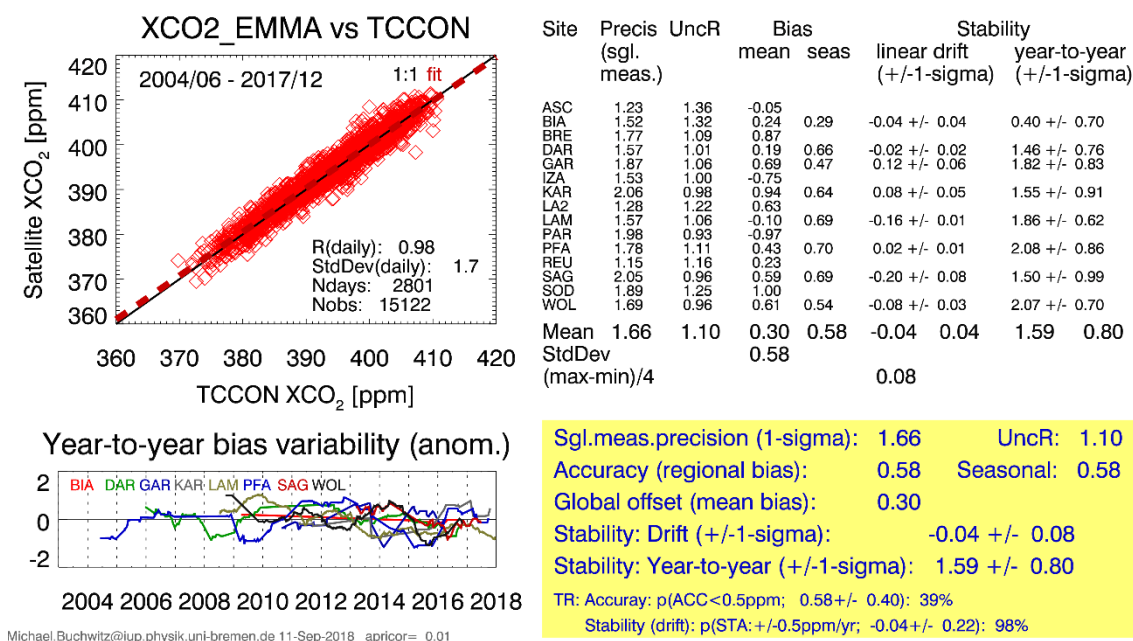 XCO2_EMMA vs TCCON
2004/06 - 2017/12
1:1 fit
420
410
400
390
380
370
360
Satellite XCO2 [ppm]
R(daily): 0.98
StdDev(daily): 1.7
Ndays: 2801
Nobs: 15122
360 370 380 390 400 410 420
TCCON XCO2 [ppm]
Site Precis UncR Bias Stability
(sgl. mean seas linear drift year-to-year
meas.) (+/-1-sigma) (+/-1-sigma)
ASC 1.23 1.36 -0.05
BIA 1.52 1.32 0.24 0.29 -0.04 +/- 0.04 0.40 +/- 0.70
BRE 1.77 1.09 0.87
DAR 1.57 1.01 0.19 0.66 -0.02 +/- 0.02 1.46 +/- 0.76
GAR 1.87 1.06 0.69 0.47 0.12 +/- 0.06 1.82 +/- 0.83
IZA 1.53 1.00 -0.75
KAR 2.06 0.98 0.94 0.64 0.08 +/- 0.05 1.55 +/- 0.91
LA2 1.28 1.22 0.63
LAM 1.57 1.06 -0.10 0.69 -0.16 +/- 0.01 1.86 +/- 0.62
PAR 1.98 0.93 -0.97
PFA 1.78 1.11 0.43 0.70 0.02 +/- 0.01 2.08 +/- 0.86
REU 1.15 1.16 0.23
SAG 2.05 0.96 0.59 0.69 -0.20 +/- 0.08 1.50 +/- 0.99
SOD 1.89 1.25 1.00
WOL 1.69 0.96 0.61 0.54 -0.08 +/- 0.03 2.07 +/- 0.70
Mean 1.66 1.10 0.30 0.58 -0.04 0.04 1.59 0.80
StdDev 0.58
(max-min)/4 0.08
Year-to-year bias variability (anom.)
2
0
-2
BIA DAR GAR KAR LAM PFA SAG WOL
2004 2006 2008 2010 2012 2014 2016 2018
Michael.Buchwitz@iup.physik.uni-bremen.de 11-Sep-2018 apricor= 0.01
Sgl.meas.precision (1-sigma): 1.66 UncR: 1.10
Accuracy (regional bias): 0.58 Seasonal: 0.58
Global offset (mean bias): 0.30
Stability: Drift (+/-1-sigma): -0.04 +/- 0.08
Stability: Year-to-year (+/-1-sigma): 1.59 +/- 0.80
TR: Accuray: p(ACC<0.5ppm; 0.58+/- 0.40): 39%
Stability (drift): p(STA:+/-0.5ppm/yr; -0.04+/- 0.22): 98%